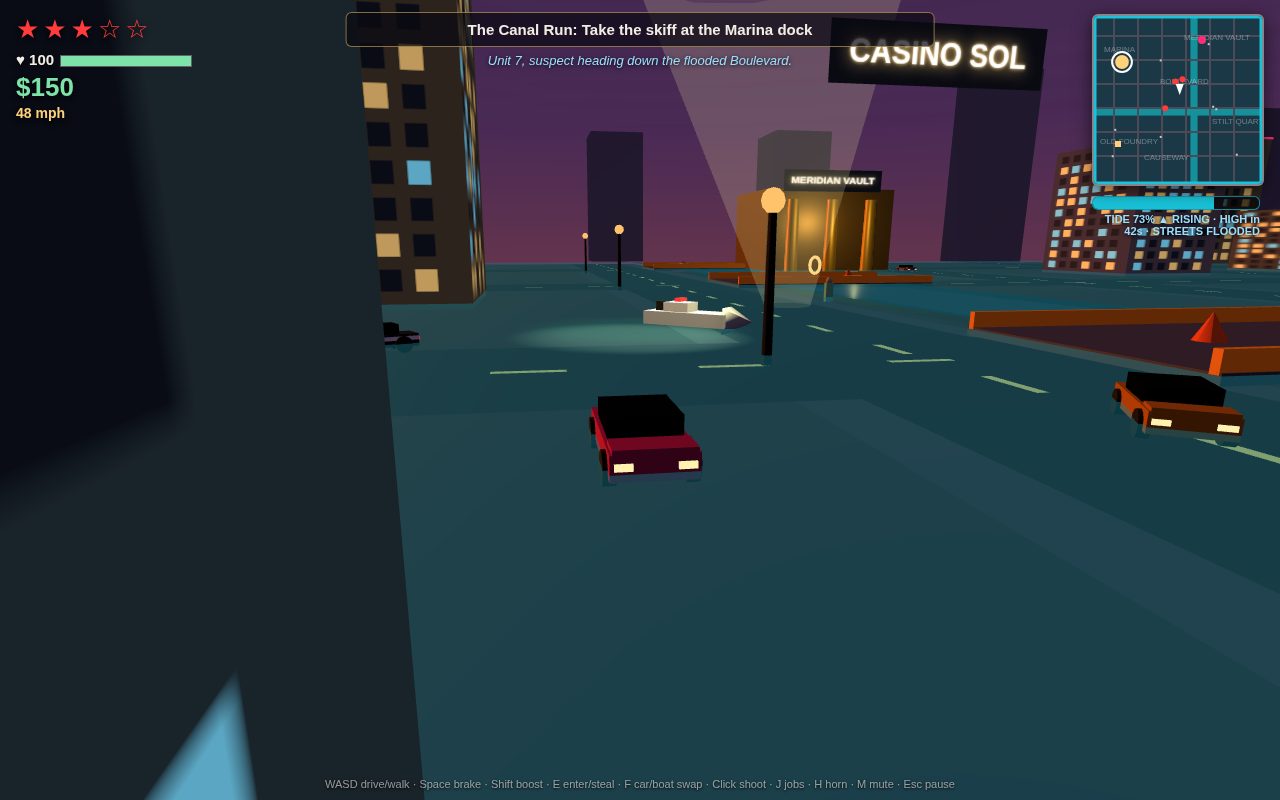 ★★★☆☆
♥ 100
$150
48 mph
The Canal Run: Take the skiff at the Marina dock
Unit 7, suspect heading down the flooded Boulevard.
CASINO SOL
MERIDIAN VAULT
MERIDIAN VAULT
MARINA
STILT QUAR
OLD FOUNDRY
CAUSEWAY
TIDE 73% ▲ RISING · HIGH in
42s · STREETS FLOODED
WASD drive/walk · Space brake · Shift boost · E enter/steal · F car/boat swap · Click shoot · J jobs · H horn · M mute · Esc pause